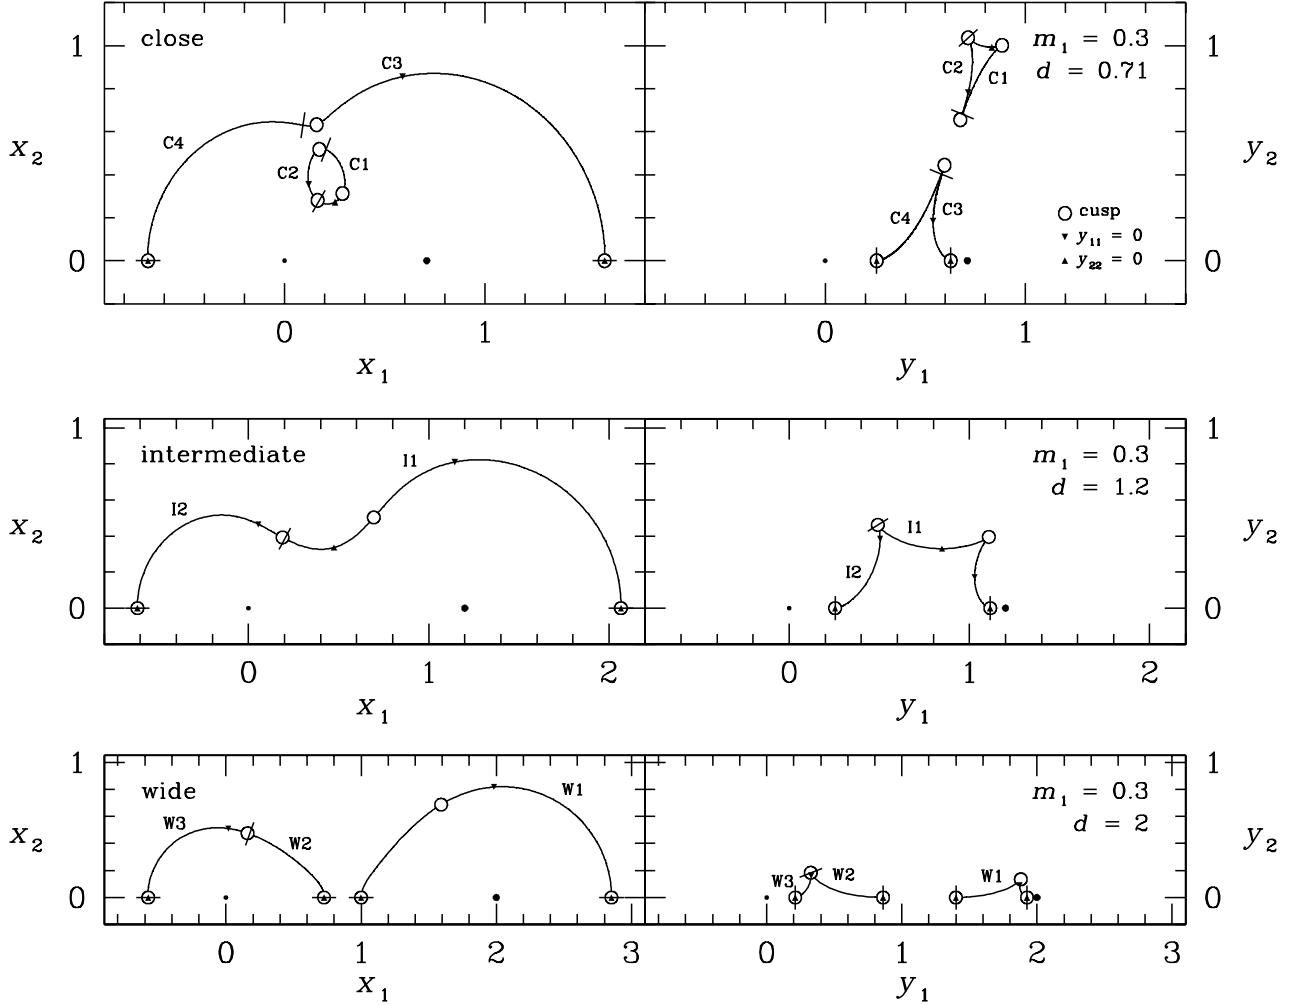 close
C3
C4
C1
C2
1
0
x2
0 1
x1
m1 = 0.3
d = 0.71
C2
C1
C4
C3
cusp
y11 = 0
y22 = 0
1
0
y2
0 1
y1
intermediate
I1
I2
1
0
x2
0 1 2
x1
m1 = 0.3
d = 1.2
I1
I2
1
0
y2
0 1 2
y1
wide
W1
W3
W2
1
0
x2
0 1 2 3
x1
m1 = 0.3
d = 2
W3
W2
W1
1
0
y2
0 1 2 3
y1